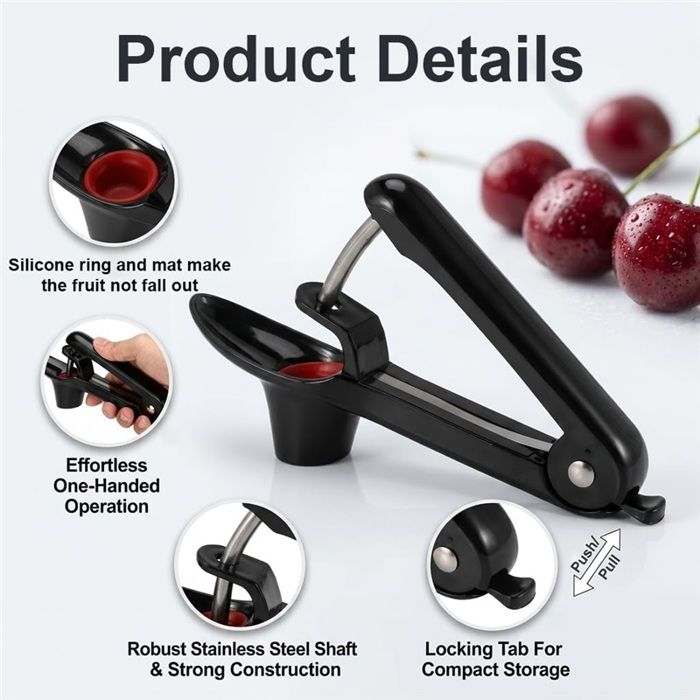 Product Details
Silicone ring and mat make
the fruit not fall out
Effortless
One-Handed
Operation
Push/
Pull
Robust Stainless Steel Shaft
& Strong Construction
Locking Tab For
Compact Storage